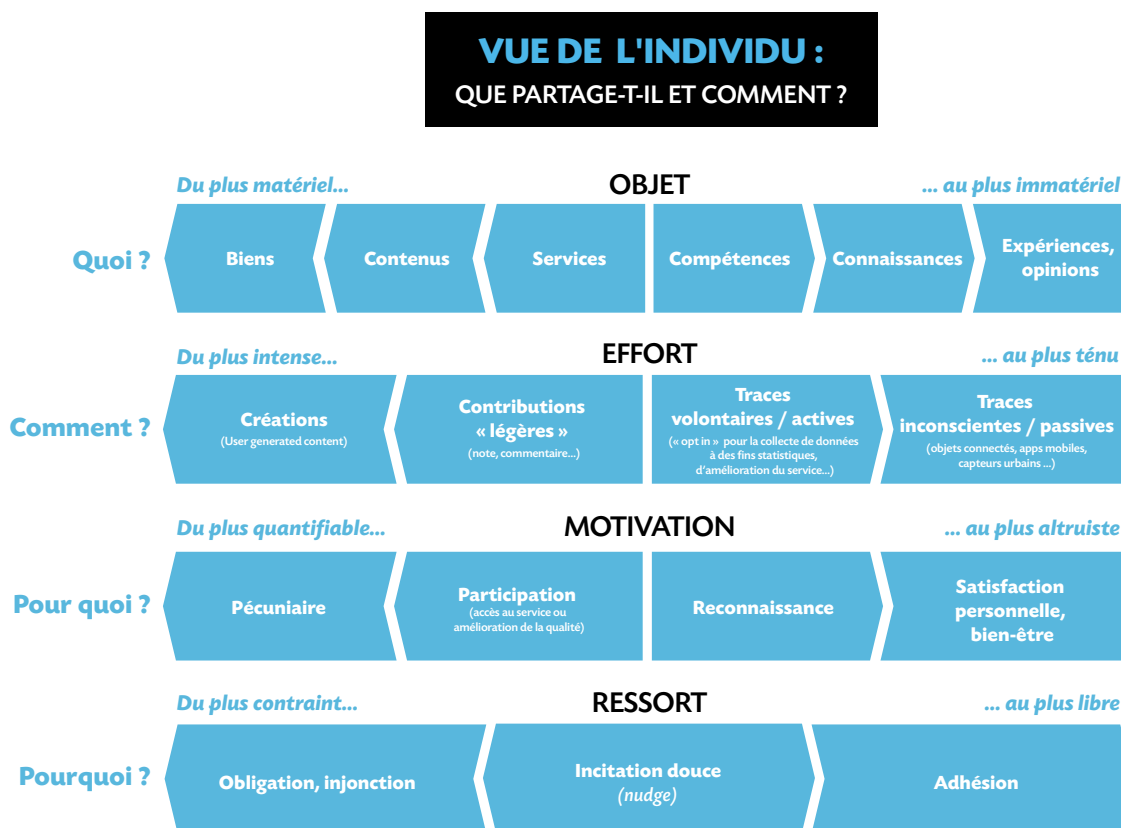 VUE DE L'INDIVIDU :
QUE PARTAGE-T-IL ET COMMENT ?
Du plus matériel...
OBJET
... au plus immatériel
Quoi ?
Biens
Contenus
Services
Compétences
Connaissances
Expériences,
opinions
Du plus intense...
EFFORT
... au plus ténu
Comment ?
Créations
(User generated content)
Contributions
« légères »
(note, commentaire...)
Traces
volontaires / actives
(« opt in » pour la collecte de données
à des fins statistiques,
d'amélioration du service...)
Traces
inconscientes / passives
(objets connectés, apps mobiles,
capteurs urbains ...)
Du plus quantifiable...
MOTIVATION
... au plus altruiste
Pour quoi ?
Pécuniaire
Participation
(accès au service ou
amélioration de la qualité)
Reconnaissance
Satisfaction
personnelle,
bien-être
Du plus contraint...
RESSORT
... au plus libre
Pourquoi ?
Obligation, injonction
Incitation douce
(nudge)
Adhésion